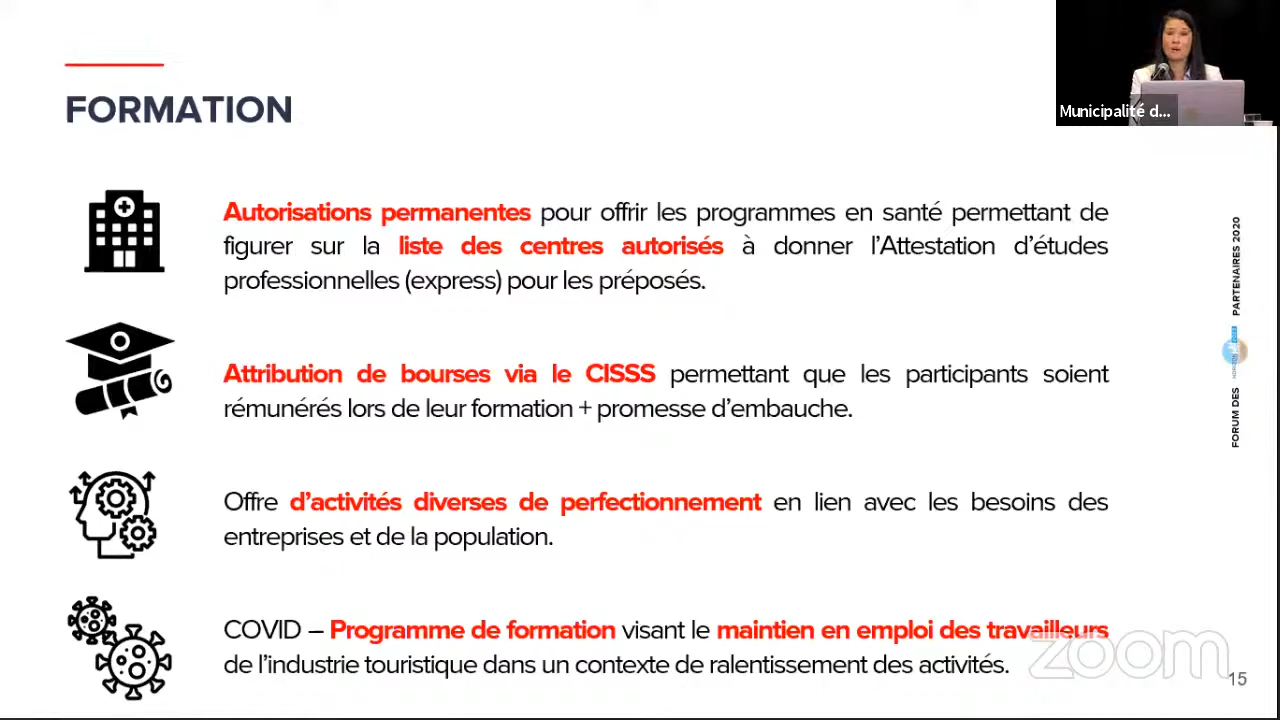 FORMATION
Municipalité d...
Autorisations permanentes pour offrir les programmes en santé permettant de
figurer sur la liste des centres autorisés à donner l'Attestation d'études
professionnelles (express) pour les préposés.
Attribution de bourses via le CISSS permettant que les participants soient
rémunérés lors de leur formation + promesse d'embauche.
Offre d'activités diverses de perfectionnement en lien avec les besoins des
entreprises et de la population.
COVID – Programme de formation visant le maintien en emploi des travailleurs
de l'industrie touristique dans un contexte de ralentissement des activités.
FORUM DES PARTENAIRES 2020
zoom
15